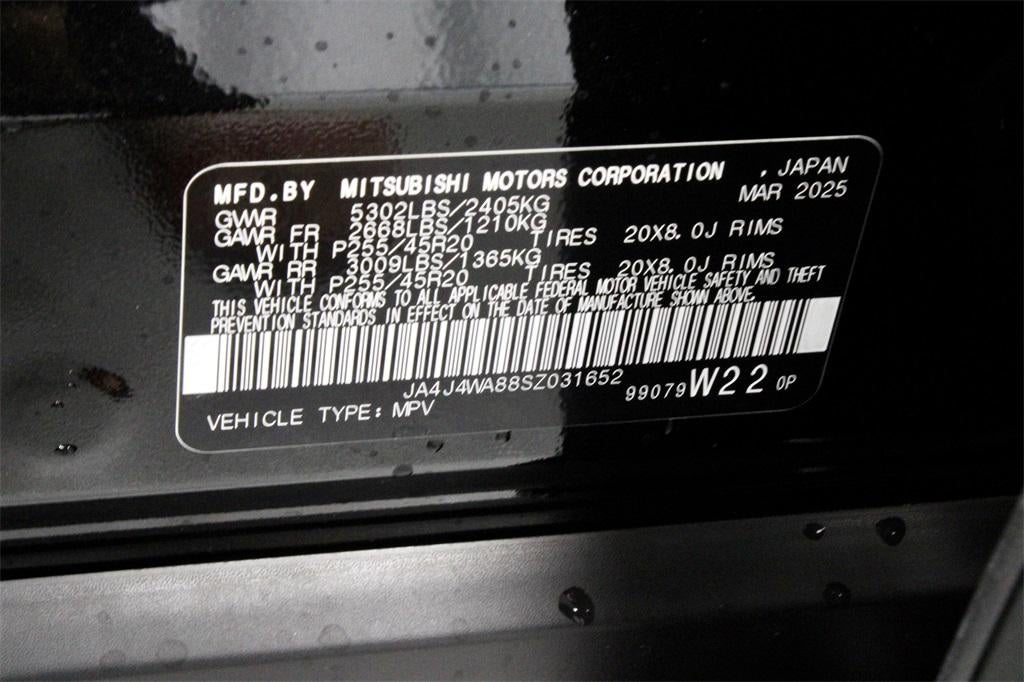 MFD.BY MITSUBISHI MOTORS CORPORATION , JAPAN
MAR 2025
GVWR 5302LBS/2405KG
GAWR FR 2668LBS/1210KG
WITH P255/45R20 TIRES 20X8.0J RIMS
GAWR RR 3009LBS/1365KG
WITH P255/45R20 TIRES 20X8.0J RIMS
THIS VEHICLE CONFORMS TO ALL APPLICABLE FEDERAL MOTOR VEHICLE SAFETY AND THEFT
PREVENTION STANDARDS IN EFFECT ON THE DATE OF MANUFACTURE SHOWN ABOVE.
JA4J4WA88SZ031652
VEHICLE TYPE: MPV 99079 W22 0P